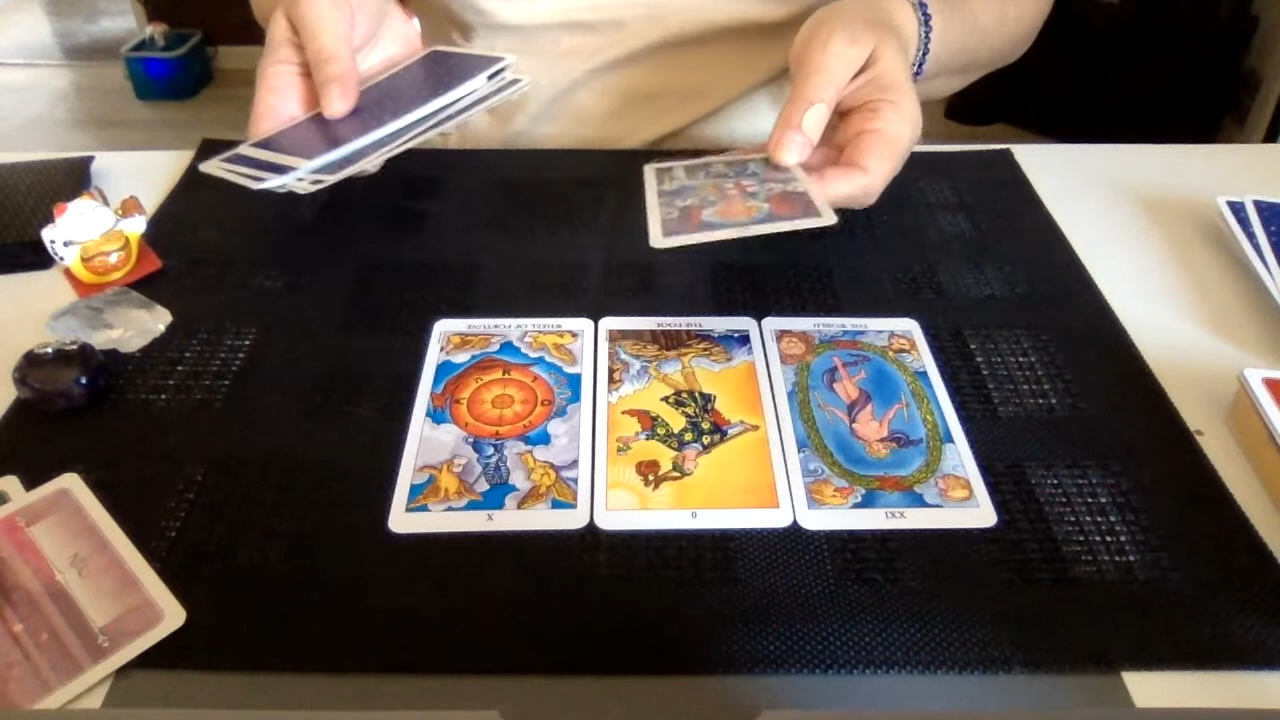 WHEEL OF FORTUNE
THE FOOL
THE WORLD
X
0
XXI